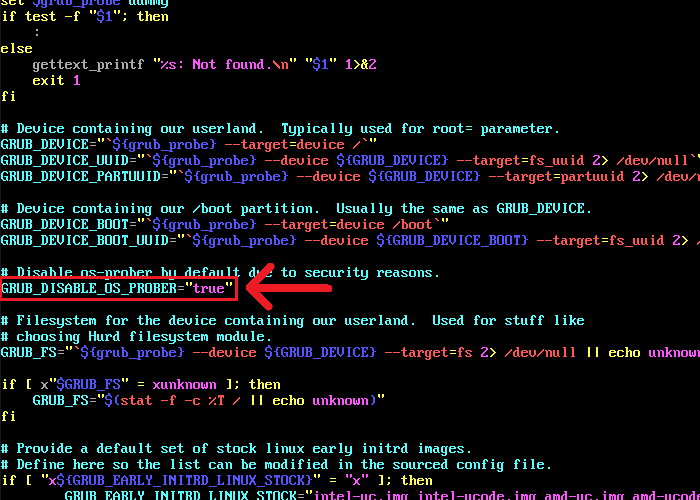 set $grub_probe dummy
if test -f "$1"; then
    :
else
    gettext_printf "%s: Not found.\n" "$1" 1>&2
    exit 1
fi

# Device containing our userland.  Typically used for root= parameter.
GRUB_DEVICE="`${grub_probe} --target=device /`"
GRUB_DEVICE_UUID="`${grub_probe} --device ${GRUB_DEVICE} --target=fs_uuid 2> /dev/null`"
GRUB_DEVICE_PARTUUID="`${grub_probe} --device ${GRUB_DEVICE} --target=partuuid 2> /dev/n

# Device containing our /boot partition.  Usually the same as GRUB_DEVICE.
GRUB_DEVICE_BOOT="`${grub_probe} --target=device /boot`"
GRUB_DEVICE_BOOT_UUID="`${grub_probe} --device ${GRUB_DEVICE_BOOT} --target=fs_uuid 2> /

# Disable os-prober by default due to security reasons.
GRUB_DISABLE_OS_PROBER="true"

# Filesystem for the device containing our userland.  Used for stuff like
# choosing Hurd filesystem module.
GRUB_FS="`${grub_probe} --device ${GRUB_DEVICE} --target=fs 2> /dev/null || echo unknown

if [ x"$GRUB_FS" = xunknown ]; then
    GRUB_FS="$(stat -f -c %T / || echo unknown)"
fi

# Provide a default set of stock linux early initrd images.
# Define here so the list can be modified in the sourced config file.
if [ "x${GRUB_EARLY_INITRD_LINUX_STOCK}" = "x" ]; then
        GRUB_EARLY_INITRD_LINUX_STOCK="intel-uc.img intel-ucode.img amd-uc.img amd-ucode